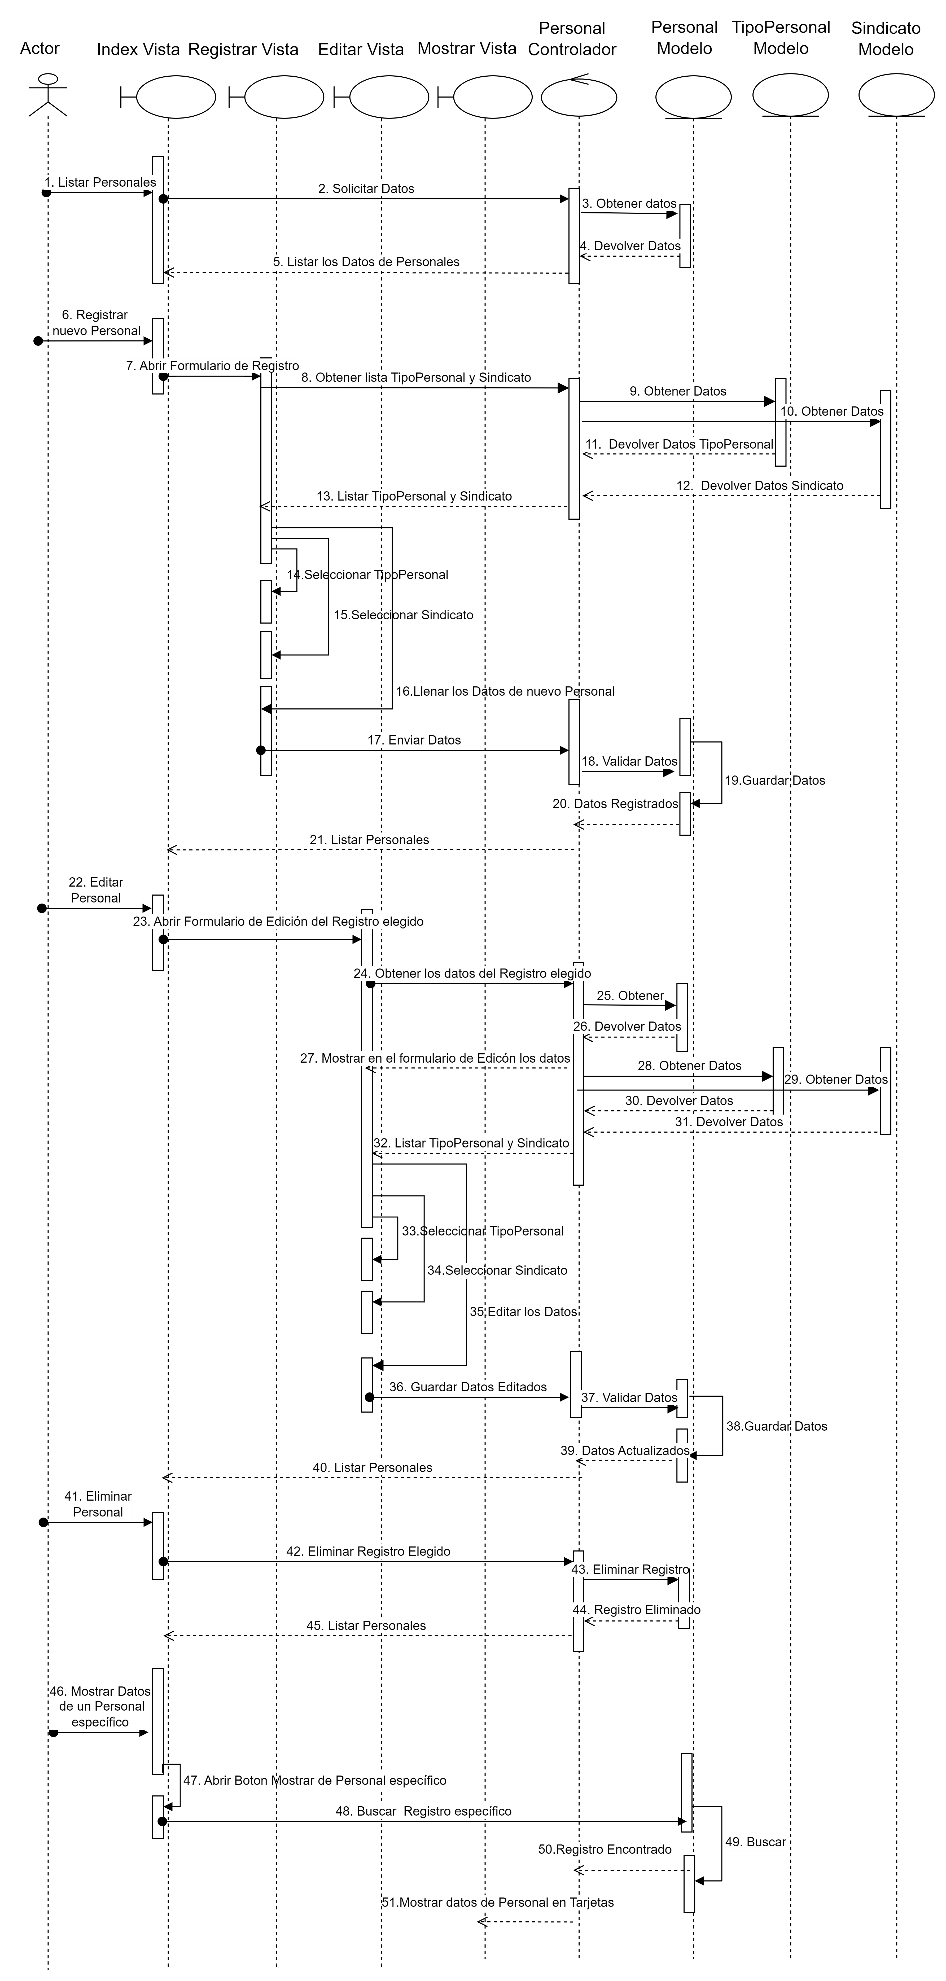 Actor
Index Vista
Registrar Vista
Editar Vista
Mostrar Vista
Personal
Controlador
Personal
Modelo
TipoPersonal
Modelo
Sindicato
Modelo
1. Listar Personales
2. Solicitar Datos
3. Obtener datos
4. Devolver Datos
5. Listar los Datos de Personales
6. Registrar
nuevo Personal
7. Abrir Formulario de Registro
8. Obtener lista TipoPersonal y Sindicato
9. Obtener Datos
10. Obtener Datos
11. Devolver Datos TipoPersonal
12. Devolver Datos Sindicato
13. Listar TipoPersonal y Sindicato
14.Seleccionar TipoPersonal
15.Seleccionar Sindicato
16.Llenar los Datos de nuevo Personal
17. Enviar Datos
18. Validar Datos
19.Guardar Datos
20. Datos Registrados
21. Listar Personales
22. Editar
Personal
23. Abrir Formulario de Edición del Registro elegido
24. Obtener los datos del Registro elegido
25. Obtener
26. Devolver Datos
27. Mostrar en el formulario de Edicón los datos
28. Obtener Datos
29. Obtener Datos
30. Devolver Datos
31. Devolver Datos
32. Listar TipoPersonal y Sindicato
33.Seleccionar TipoPersonal
34.Seleccionar Sindicato
35.Editar los Datos
36. Guardar Datos Editados
37. Validar Datos
38.Guardar Datos
39. Datos Actualizados
40. Listar Personales
41. Eliminar
Personal
42. Eliminar Registro Elegido
43. Eliminar Registro
44. Registro Eliminado
45. Listar Personales
46. Mostrar Datos
de un Personal
específico
47. Abrir Boton Mostrar de Personal específico
48. Buscar Registro específico
49. Buscar
50.Registro Encontrado
51.Mostrar datos de Personal en Tarjetas